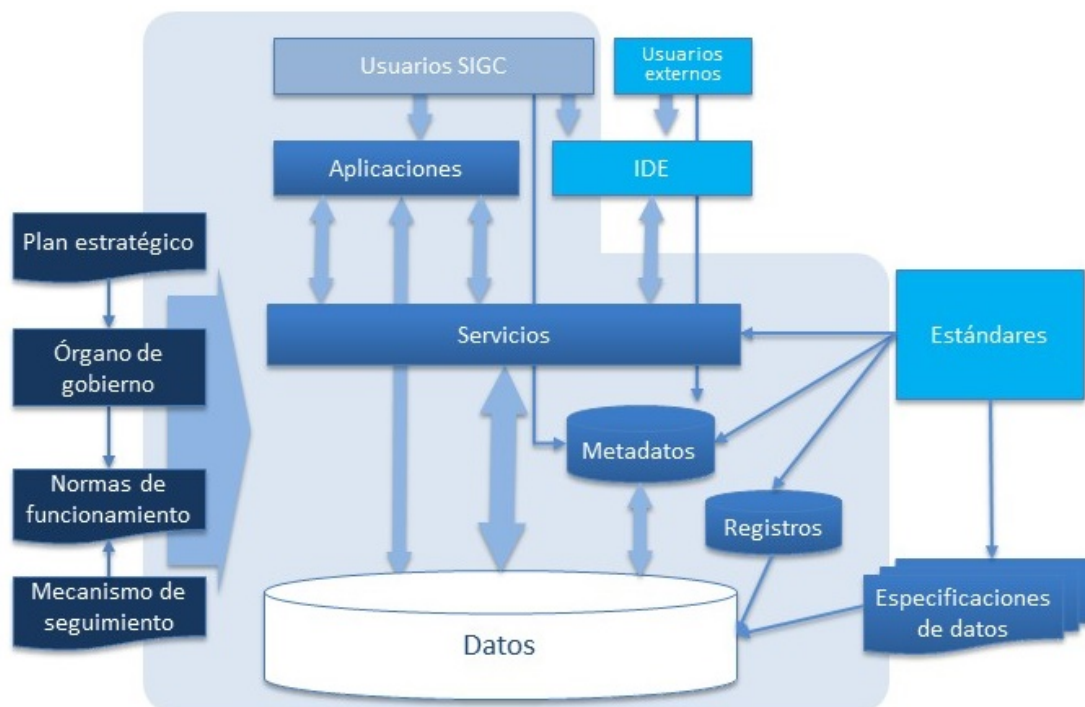 Usuarios SIGC
Usuarios
externos
Aplicaciones
IDE
Plan estratégico
Servicios
Estándares
Órgano de
gobierno
Metadatos
Normas de
funcionamiento
Registros
Mecanismo de
seguimiento
Especificaciones
de datos
Datos